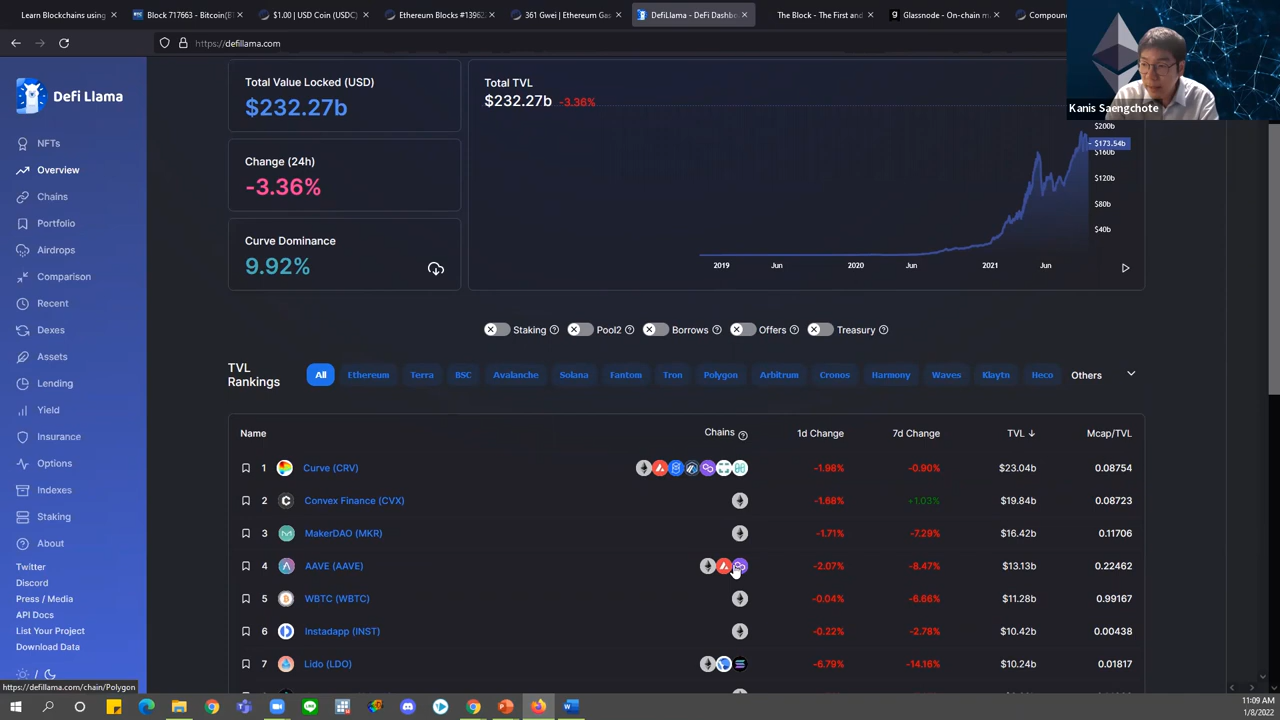 Learn Blockchains using
Block 717663 - Bitcoin
$1.00 | USD Coin (USDC)
Ethereum Blocks #13962
361 Gwei | Ethereum Gas
DefiLlama - DeFi Dashbo
The Block - The First and
Glassnode - On-chain m
Compound
https://defillama.com
Kanis Saengchote
Defi Llama
NFTs
Overview
Chains
Portfolio
Airdrops
Comparison
Recent
Dexes
Assets
Lending
Yield
Insurance
Options
Indexes
Staking
About
Twitter
Discord
Press / Media
API Docs
List Your Project
Download Data
https://defillama.com/chain/Polygon
Total Value Locked (USD)
$232.27b
Change (24h)
-3.36%
Curve Dominance
9.92%
Total TVL
$232.27b -3.36%
$200b
$173.54b
$160b
$120b
$80b
$40b
2019 Jun 2020 Jun 2021 Jun
Staking Pool2 Borrows Offers Treasury
TVL Rankings
All Ethereum Terra BSC Avalanche Solana Fantom Tron Polygon Arbitrum Cronos Harmony Waves Klaytn Heco Others
Name Chains 1d Change 7d Change TVL Mcap/TVL
1 Curve (CRV) -1.98% -0.90% $23.04b 0.08754
2 Convex Finance (CVX) -1.68% +1.03% $19.84b 0.08723
3 MakerDAO (MKR) -1.71% -7.29% $16.42b 0.11706
4 AAVE (AAVE) -2.07% -8.47% $13.13b 0.22462
5 WBTC (WBTC) -0.04% -6.66% $11.28b 0.99167
6 Instadapp (INST) -0.22% -2.78% $10.42b 0.00438
7 Lido (LDO) -6.79% -14.16% $10.24b 0.01817
11:09 AM
1/8/2022